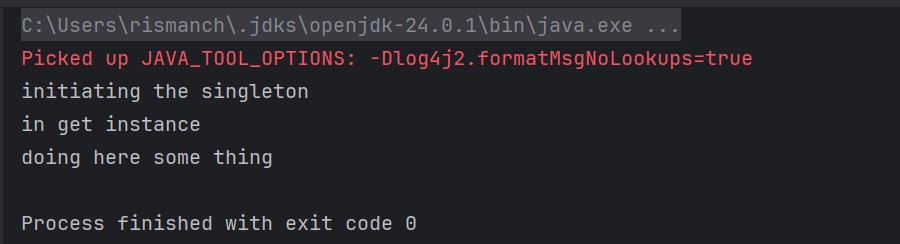 C:\Users\rismanch\.jdks\openjdk-24.0.1\bin\java.exe ...
Picked up JAVA_TOOL_OPTIONS: -Dlog4j2.formatMsgNoLookups=true
initiating the singleton
in get instance
doing here some thing
Process finished with exit code 0